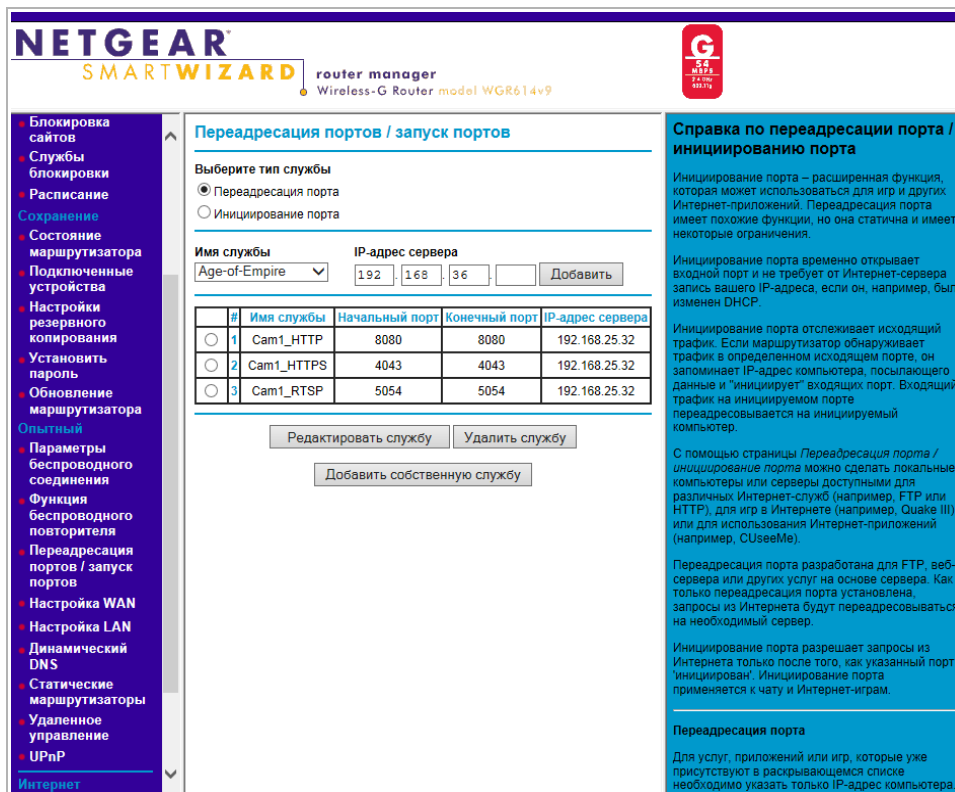 NETGEAR
SMARTWIZARD
router manager
Wireless-G Router model WGR614v9
G
54
MBPS
Блокировка
сайтов
Службы
блокировки
Расписание
Сохранение
Состояние
маршрутизатора
Подключенные
устройства
Настройки
резервного
копирования
Установить
пароль
Обновление
маршрутизатора
Опытный
Параметры
беспроводного
соединения
Функция
беспроводного
повторителя
Переадресация
портов / запуск
портов
Настройка WAN
Настройка LAN
Динамический
DNS
Статические
маршрутизаторы
Удаленное
управление
UPnP
Интернет
Переадресация портов / запуск портов
Выберите тип службы
Переадресация порта
Инициирование порта
Имя службы IP-адрес сервера
Age-of-Empire 192 . 168 . 36 . Добавить
# Имя службы Начальный порт Конечный порт IP-адрес сервера
1 Cam1_HTTP 8080 8080 192.168.25.32
2 Cam1_HTTPS 4043 4043 192.168.25.32
3 Cam1_RTSP 5054 5054 192.168.25.32
Редактировать службу Удалить службу
Добавить собственную службу
Справка по переадресации порта /
инициированию порта
Инициирование порта – расширенная функция,
которая может использоваться для игр и других
Интернет-приложений. Переадресация порта
имеет похожие функции, но она статична и имеет
некоторые ограничения.
Инициирование порта временно открывает
входной порт и не требует от Интернет-сервера
запись вашего IP-адреса, если он, например, был
изменен DHCP.
Инициирование порта отслеживает исходящий
трафик. Если маршрутизатор обнаруживает
трафик в определенном исходящем порте, он
запоминает IP-адрес компьютера, посылающего
данные и "инициирует" входящих порт. Входящий
трафик на инициируемом порте
переадресовывается на инициируемый
компьютер.
С помощью страницы Переадресация порта /
инициирование порта можно сделать локальные
компьютеры или серверы доступными для
различных Интернет-служб (например, FTP или
HTTP), для игр в Интернете (например, Quake III)
или для использования Интернет-приложений
(например, CUseeMe).
Переадресация порта разработана для FTP, веб-
сервера или других услуг на основе сервера. Как
только переадресация порта установлена,
запросы из Интернета будут переадресовываться
на необходимый сервер.
Инициирование порта разрешает запросы из
Интернета только после того, как указанный порт
'инициирован'. Инициирование порта
применяется к чату и Интернет-играм.
Переадресация порта
Для услуг, приложений или игр, которые уже
присутствуют в раскрывающемся списке
необходимо указать только IP-адрес компьютера.